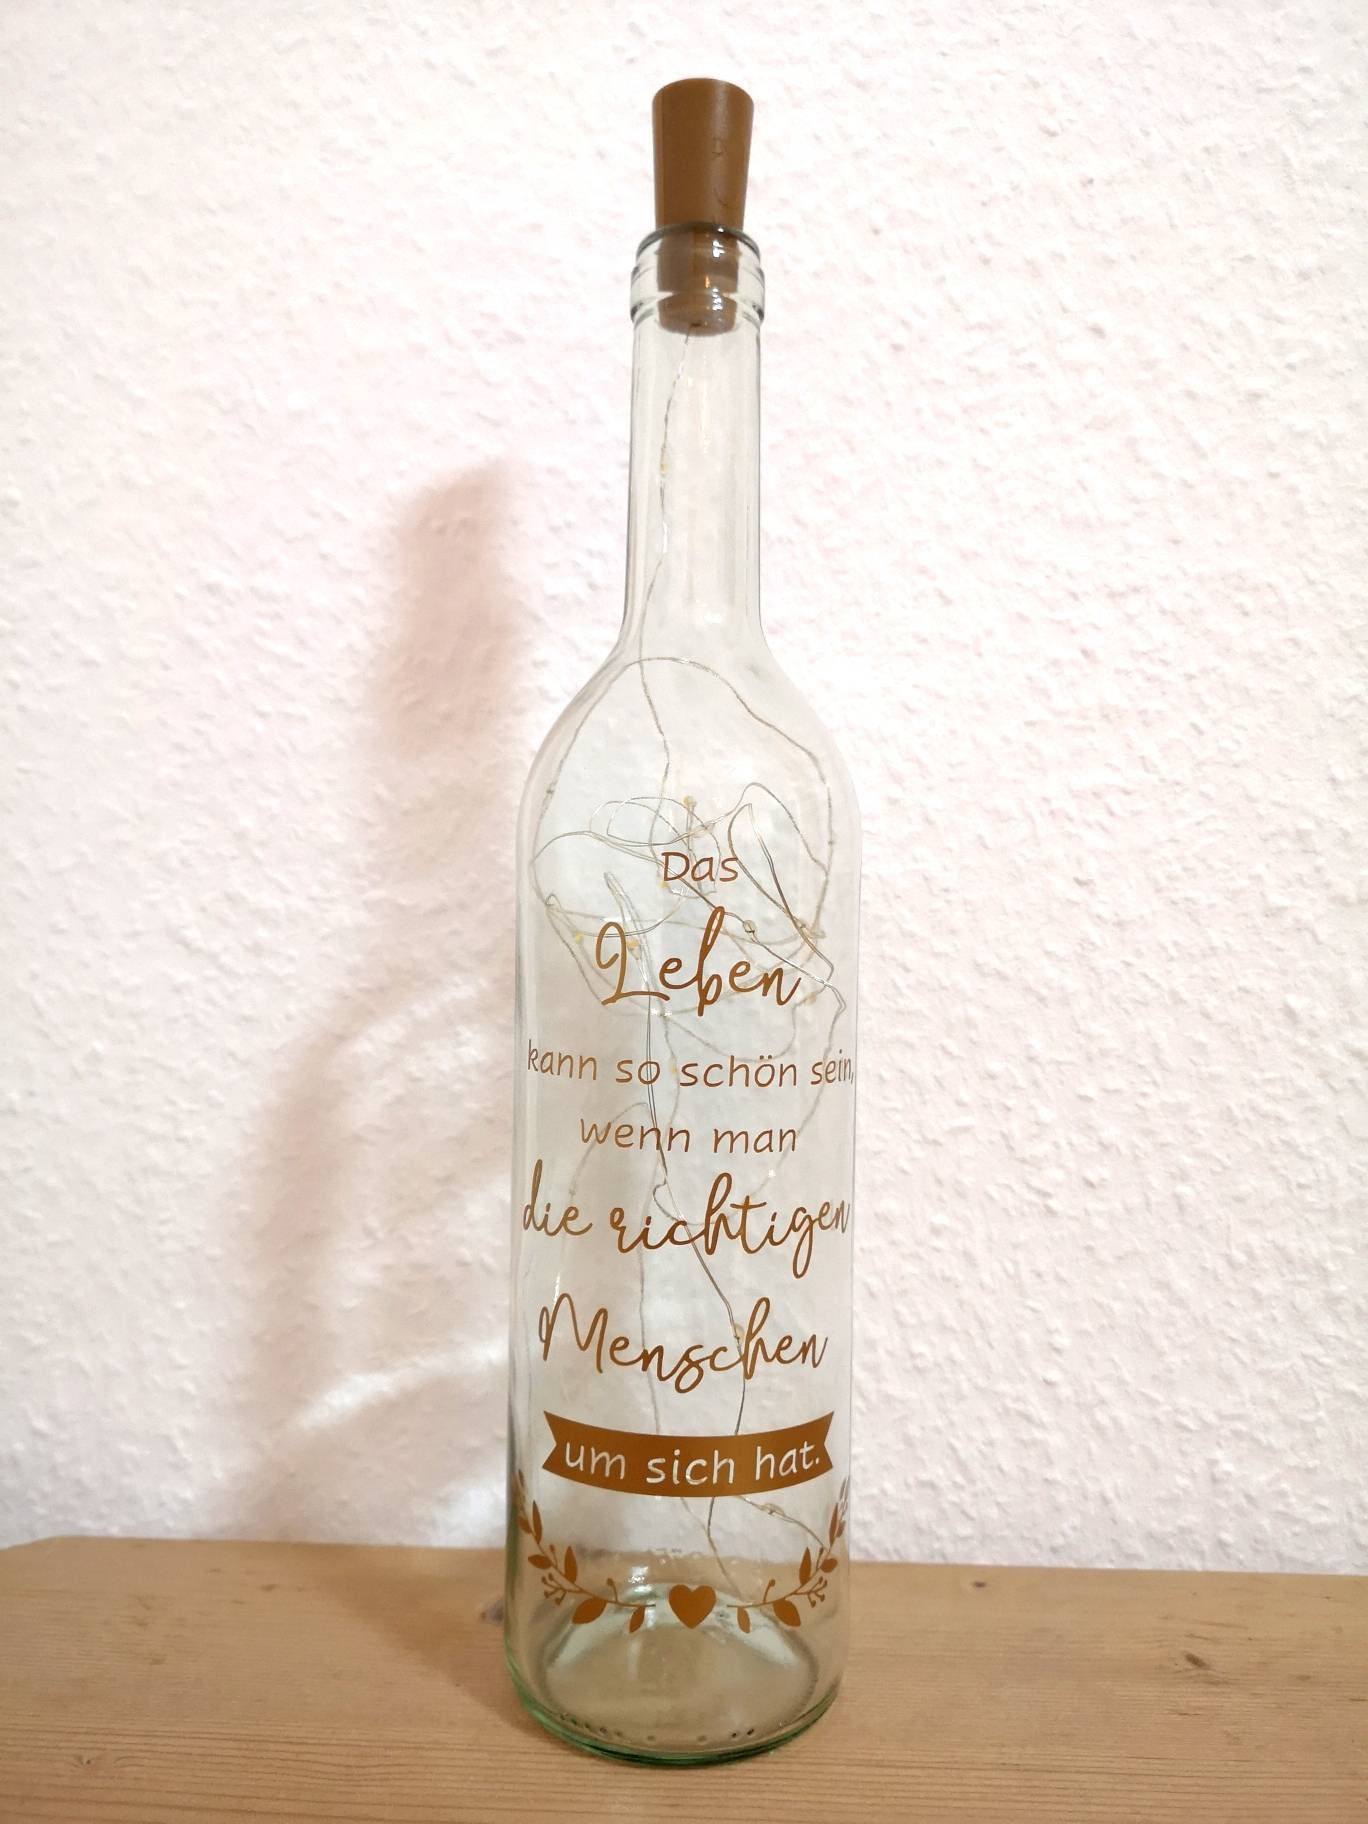 Das
Leben
kann so schön sein,
wenn man
die richtigen
Menschen
um sich hat.